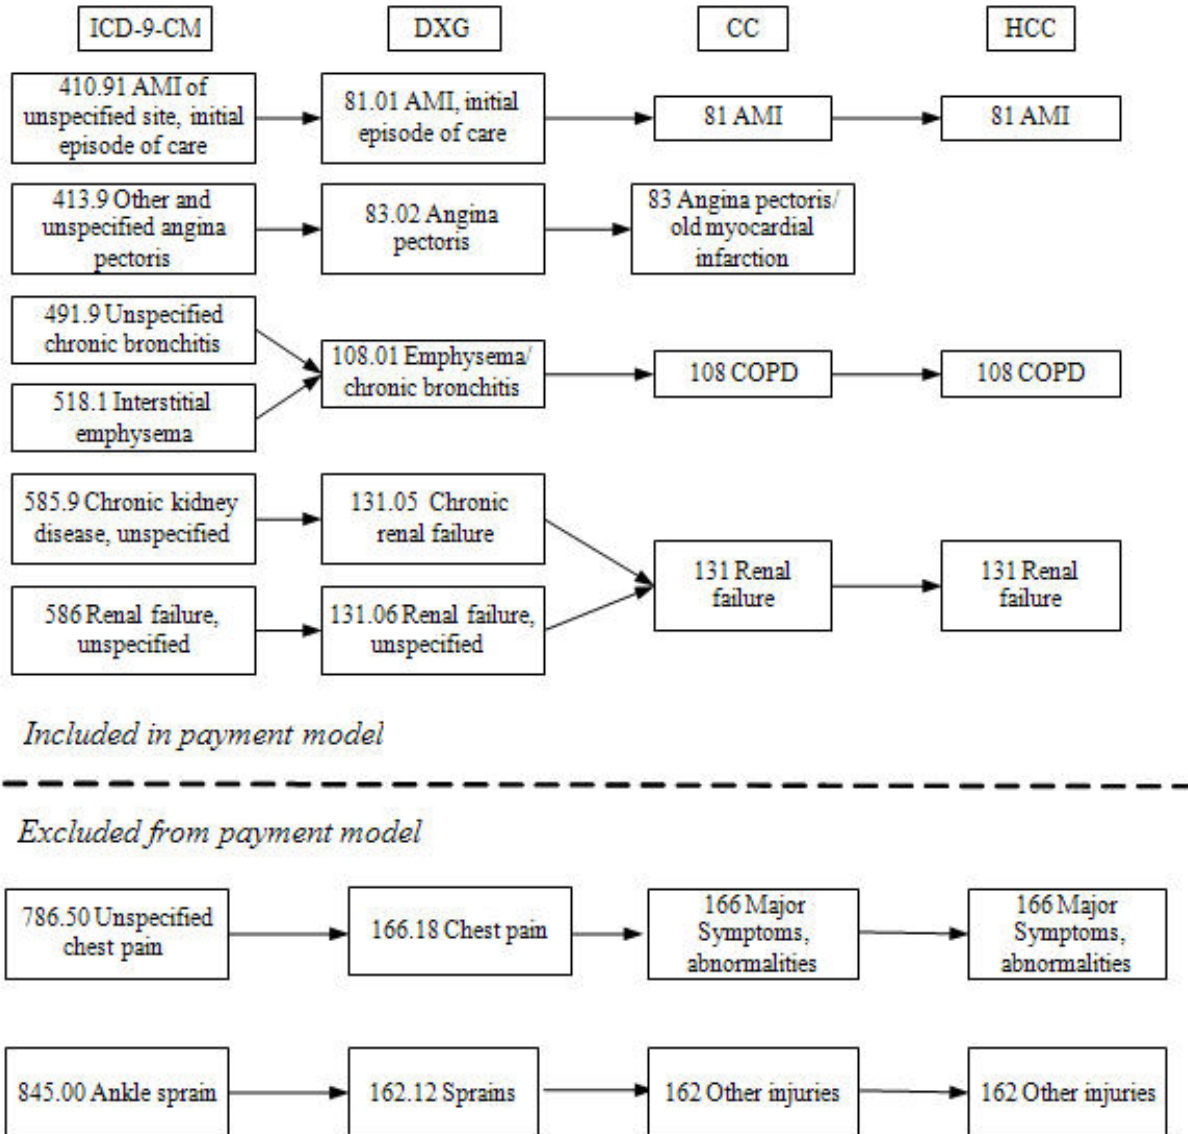 ICD-9-CM
DXG
CC
HCC
410.91 AMI of
unspecified site, initial
episode of care
81.01 AMI, initial
episode of care
81 AMI
81 AMI
413.9 Other and
unspecified angina
pectoris
83.02 Angina
pectoris
83 Angina pectoris/
old myocardial
infarction
491.9 Unspecified
chronic bronchitis
518.1 Interstitial
emphysema
108.01 Emphysema/
chronic bronchitis
108 COPD
108 COPD
585.9 Chronic kidney
disease, unspecified
131.05 Chronic
renal failure
586 Renal failure,
unspecified
131.06 Renal failure,
unspecified
131 Renal
failure
131 Renal
failure
Included in payment model
Excluded from payment model
786.50 Unspecified
chest pain
166.18 Chest pain
166 Major
Symptoms,
abnormalities
166 Major
Symptoms,
abnormalities
845.00 Ankle sprain
162.12 Sprains
162 Other injuries
162 Other injuries